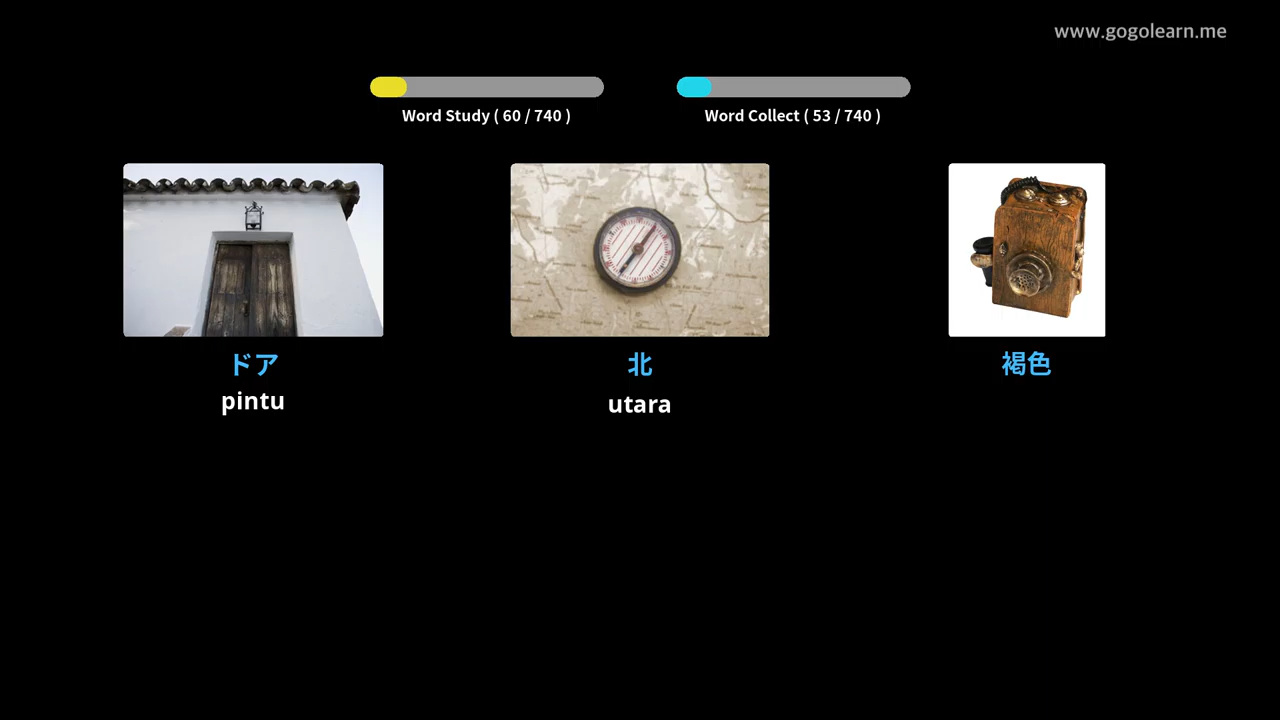 www.gogolearn.me
Word Study ( 60 / 740 )
Word Collect ( 53 / 740 )
ドア
北
褐色
pintu
utara